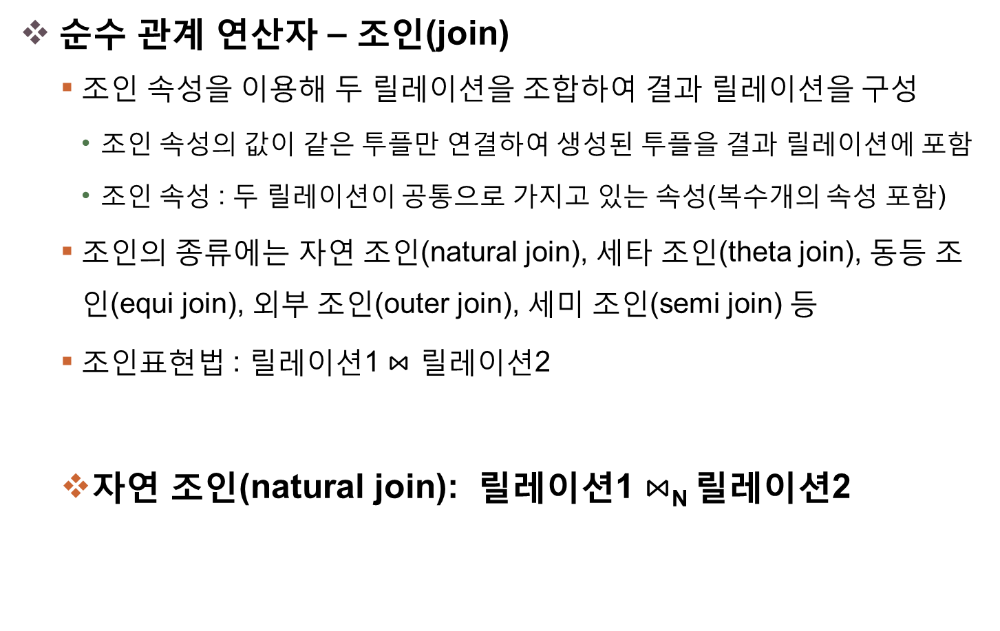 ❖ 순수 관계 연산자 – 조인(join)
▪ 조인 속성을 이용해 두 릴레이션을 조합하여 결과 릴레이션을 구성
• 조인 속성의 값이 같은 투플만 연결하여 생성된 투플을 결과 릴레이션에 포함
• 조인 속성 : 두 릴레이션이 공통으로 가지고 있는 속성(복수개의 속성 포함)
▪ 조인의 종류에는 자연 조인(natural join), 세타 조인(theta join), 동등 조
인(equi join), 외부 조인(outer join), 세미 조인(semi join) 등
▪ 조인표현법 : 릴레이션1 ⋈ 릴레이션2
❖자연 조인(natural join): 릴레이션1 ⋈N 릴레이션2